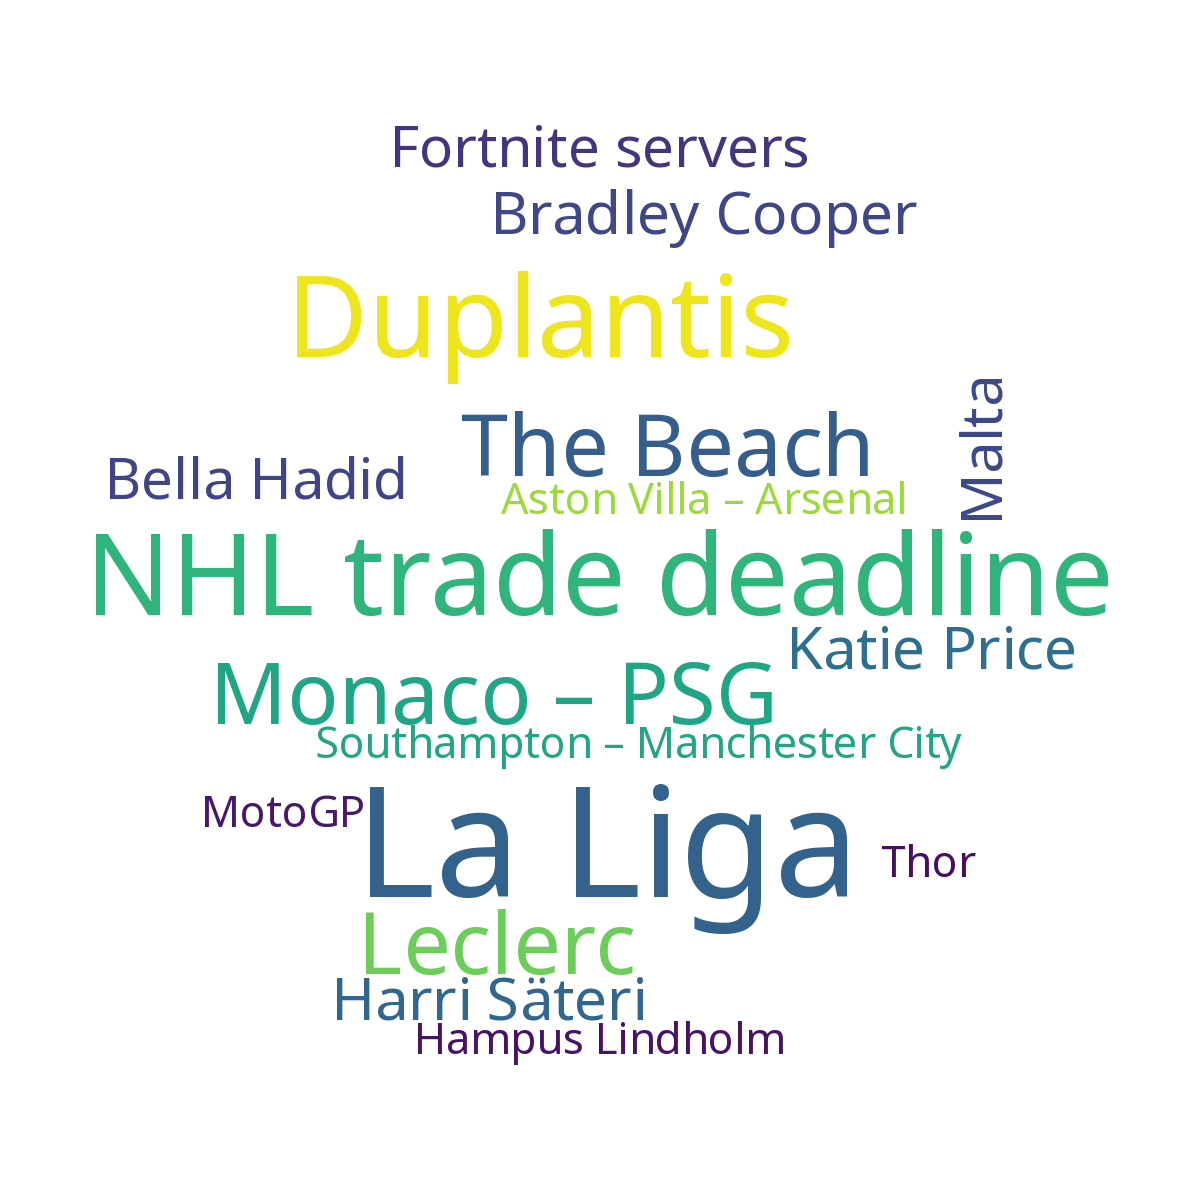 Fortnite servers
Bradley Cooper
Duplantis
The Beach
Malta
Bella Hadid
Aston Villa – Arsenal
NHL trade deadline
Katie Price
Monaco – PSG
Southampton – Manchester City
MotoGP
La Liga
Thor
Leclerc
Harri Säteri
Hampus Lindholm